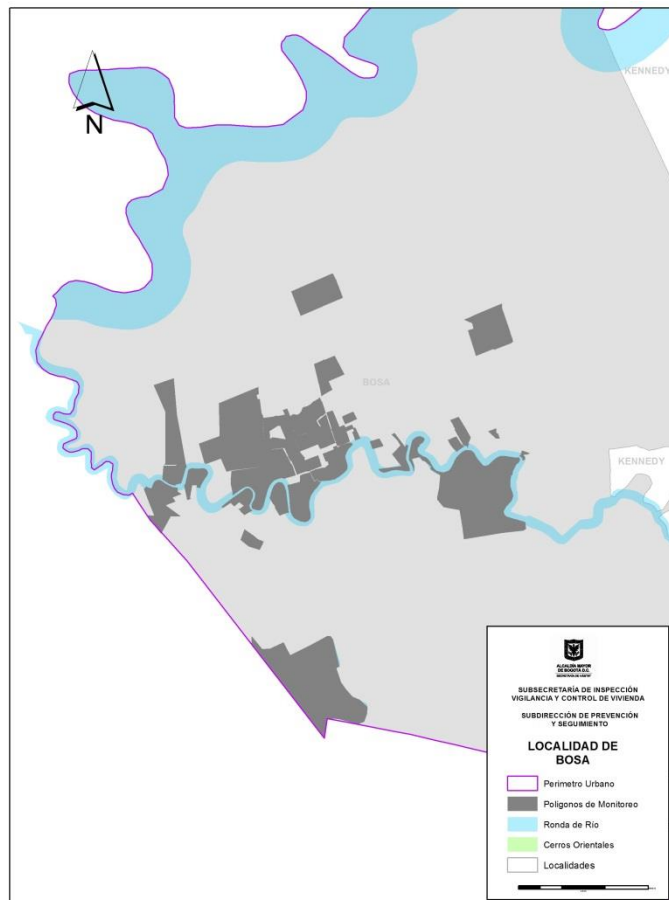 KENNEDY
N
BOSA
KENNEDY
ALCALDÍA MAYOR
DE BOGOTÁ D.C.
SUBSECRETARÍA DE INSPECCIÓN
VIGILANCIA Y CONTROL DE VIVIENDA
SUBDIRECCIÓN DE PREVENCIÓN
Y SEGUIMIENTO
LOCALIDAD DE
BOSA
Perimetro Urbano
Polígonos de Monitoreo
Ronda de Río
Cerros Orientales
Localidades